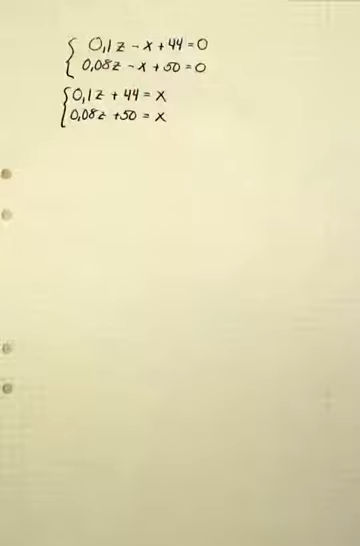 0,1z - x + 44 = 0
0,08z - x + 50 = 0
0,1z + 44 = x
0,08z + 50 = x